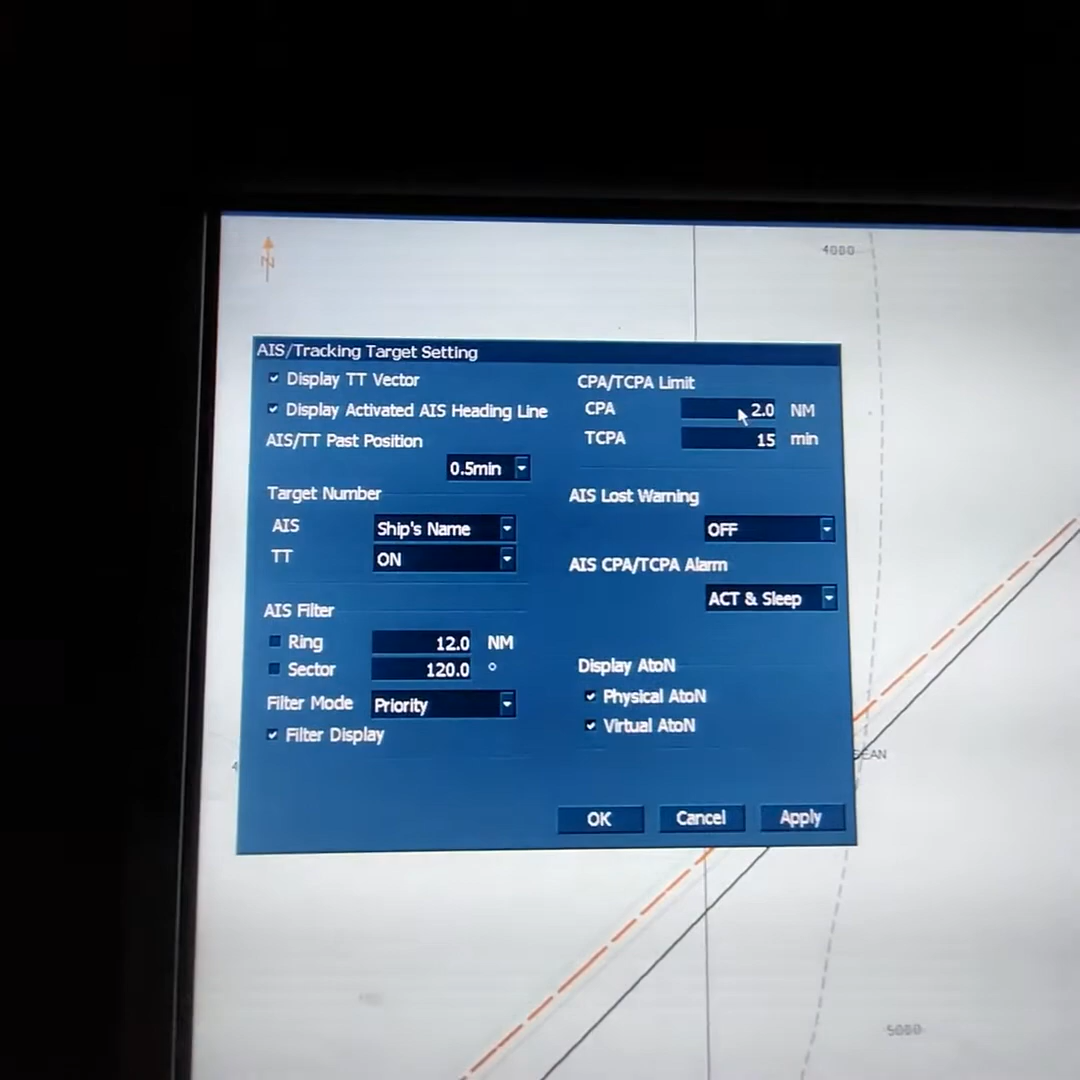 N
4000
AIS/Tracking Target Setting
Display TT Vector
Display Activated AIS Heading Line
AIS/TT Past Position
0.5min
Target Number
AIS Ship's Name
TT ON
AIS Filter
Ring 12.0 NM
Sector 120.0 °
Filter Mode Priority
Filter Display
CPA/TCPA Limit
CPA 2.0 NM
TCPA 15 min
AIS Lost Warning
OFF
AIS CPA/TCPA Alarm
ACT & Sleep
Display AtoN
Physical AtoN
Virtual AtoN
OK Cancel Apply
5000